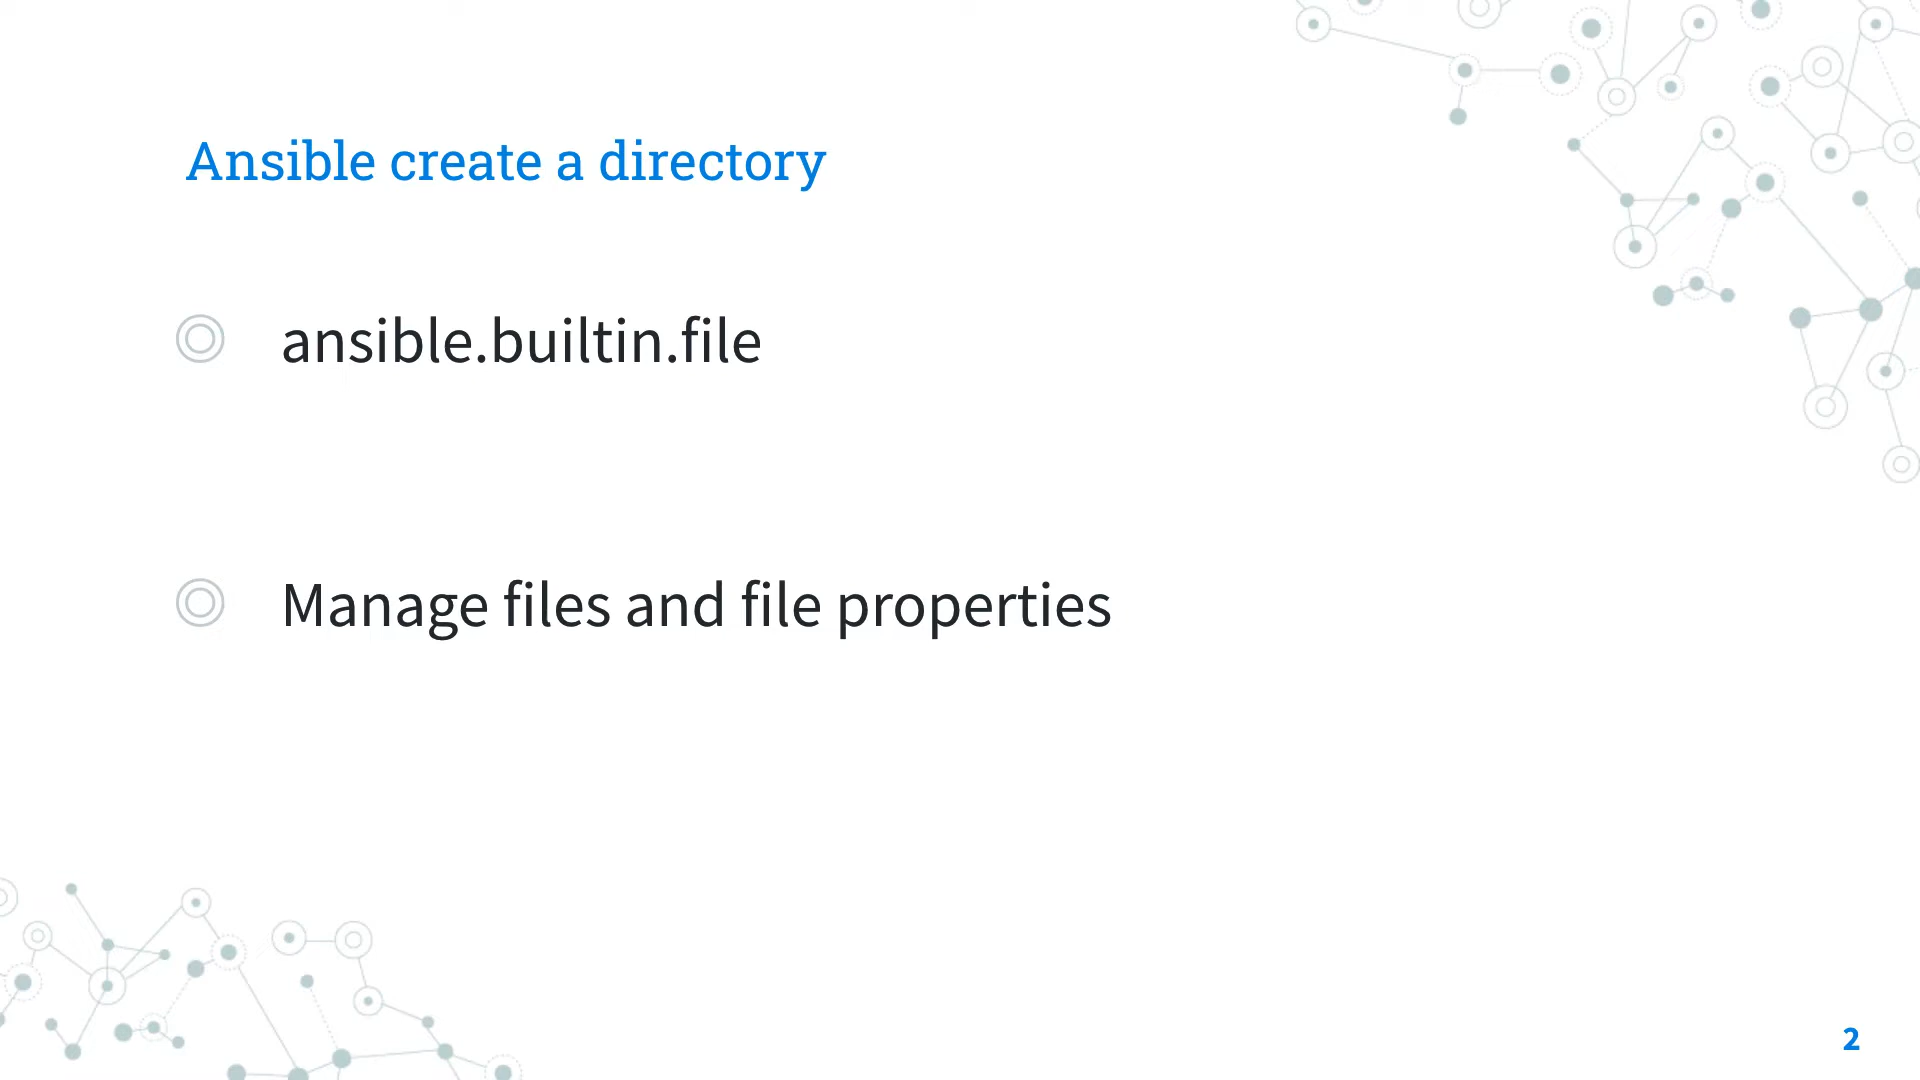 Ansible create a directory
ansible.builtin.file
Manage files and file properties
2